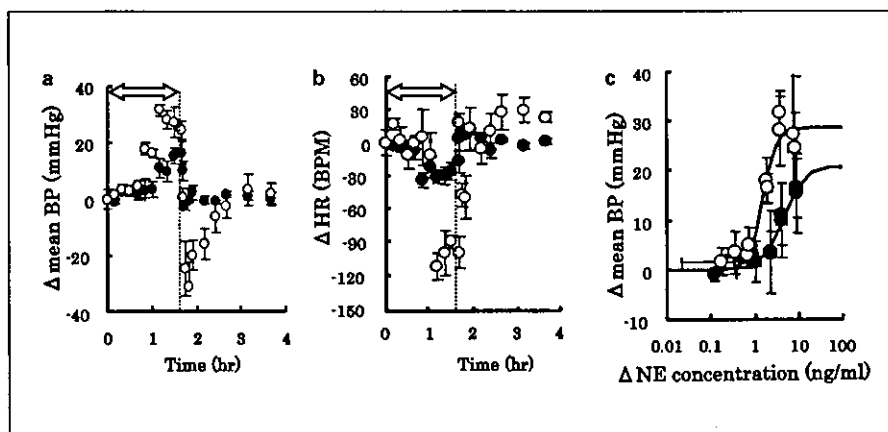 a
40
20
0
-20
-40
Δ mean BP (mmHg)
0 1 2 3 4
Time (hr)
b
60
30
0
-30
-60
-90
-120
-150
Δ HR (BPM)
0 1 2 3 4
Time (hr)
c
40
30
20
10
0
-10
Δ mean BP (mmHg)
0.01 0.1 1 10 100
Δ NE concentration (ng/ml)